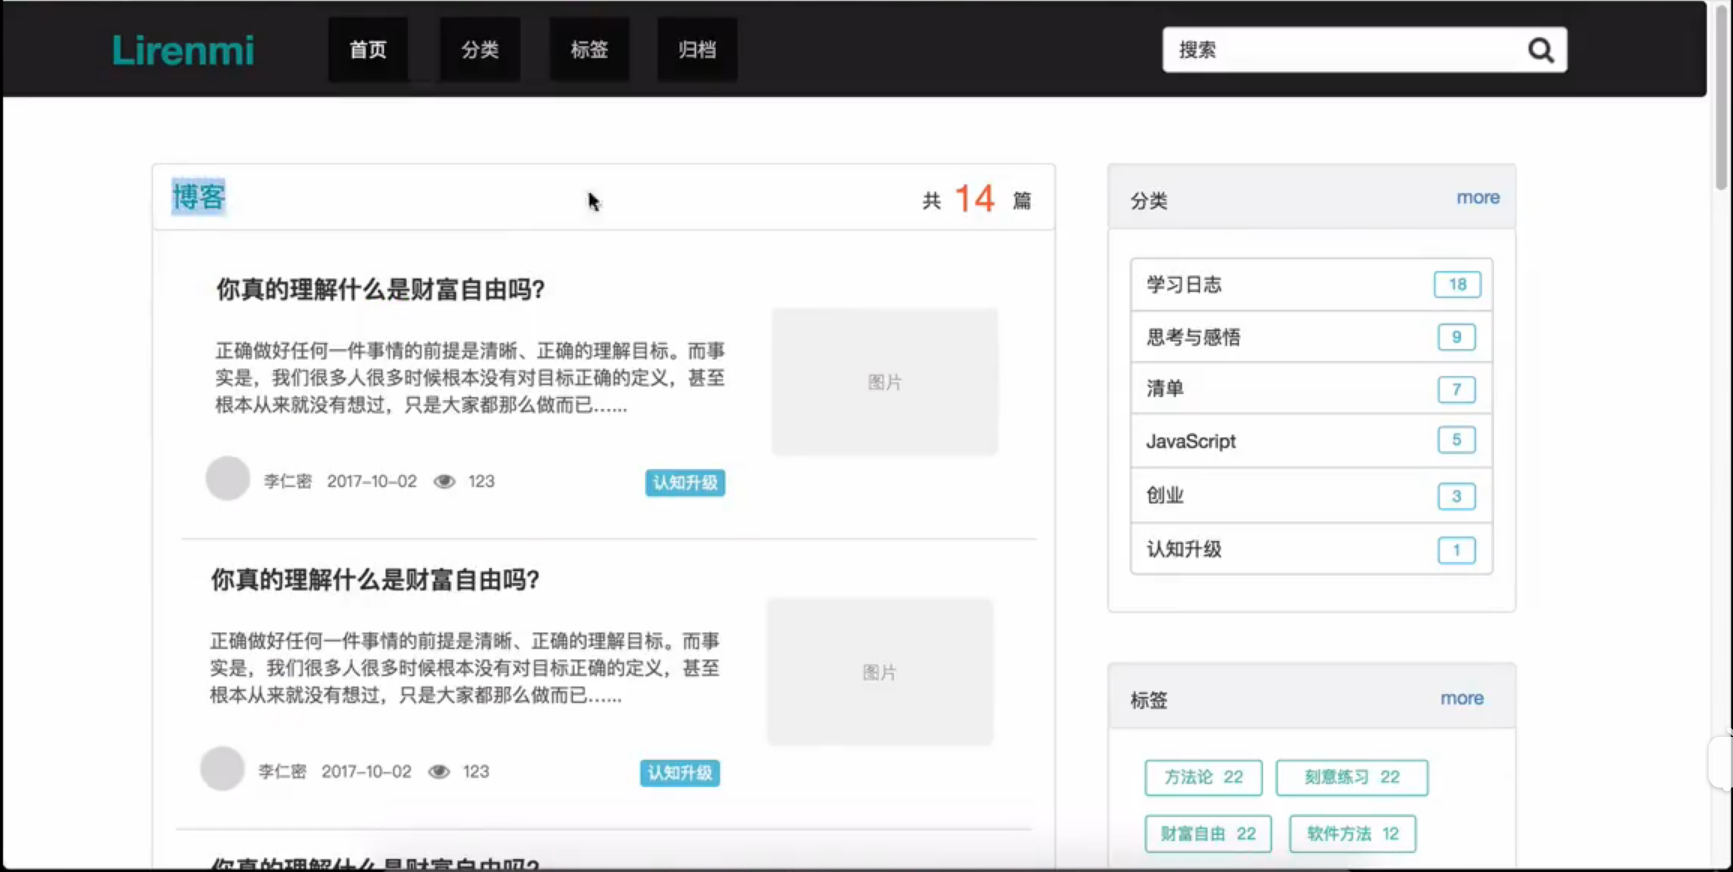 Lirenmi
首页
分类
标签
归档
搜索
博客
共 14 篇
你真的理解什么是财富自由吗?
正确做好任何一件事情的前提是清晰、正确的理解目标。而事
实是，我们很多人很多时候根本没有对目标正确的定义，甚至
根本从来就没有想过，只是大家都那么做而已......
图片
李仁密 2017-10-02 123
认知升级
你真的理解什么是财富自由吗?
正确做好任何一件事情的前提是清晰、正确的理解目标。而事
实是，我们很多人很多时候根本没有对目标正确的定义，甚至
根本从来就没有想过，只是大家都那么做而已......
图片
李仁密 2017-10-02 123
认知升级
你真的理解什么是财富自由吗?
分类
more
学习日志 18
思考与感悟 9
清单 7
JavaScript 5
创业 3
认知升级 1
标签
more
方法论 22
刻意练习 22
财富自由 22
软件方法 12